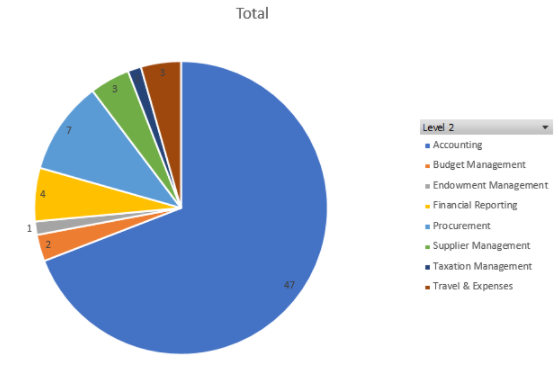 Total
3
3
7
4
1
2
47
Level 2
Accounting
Budget Management
Endowment Management
Financial Reporting
Procurement
Supplier Management
Taxation Management
Travel & Expenses